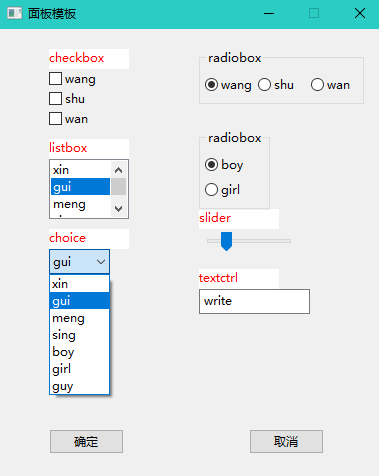 面板模板
checkbox
wang
shu
wan
listbox
xin
gui
meng
choice
gui
xin
gui
meng
sing
boy
girl
guy
radiobox
wang shu wan
radiobox
boy
girl
slider
textctrl
write
确定 取消